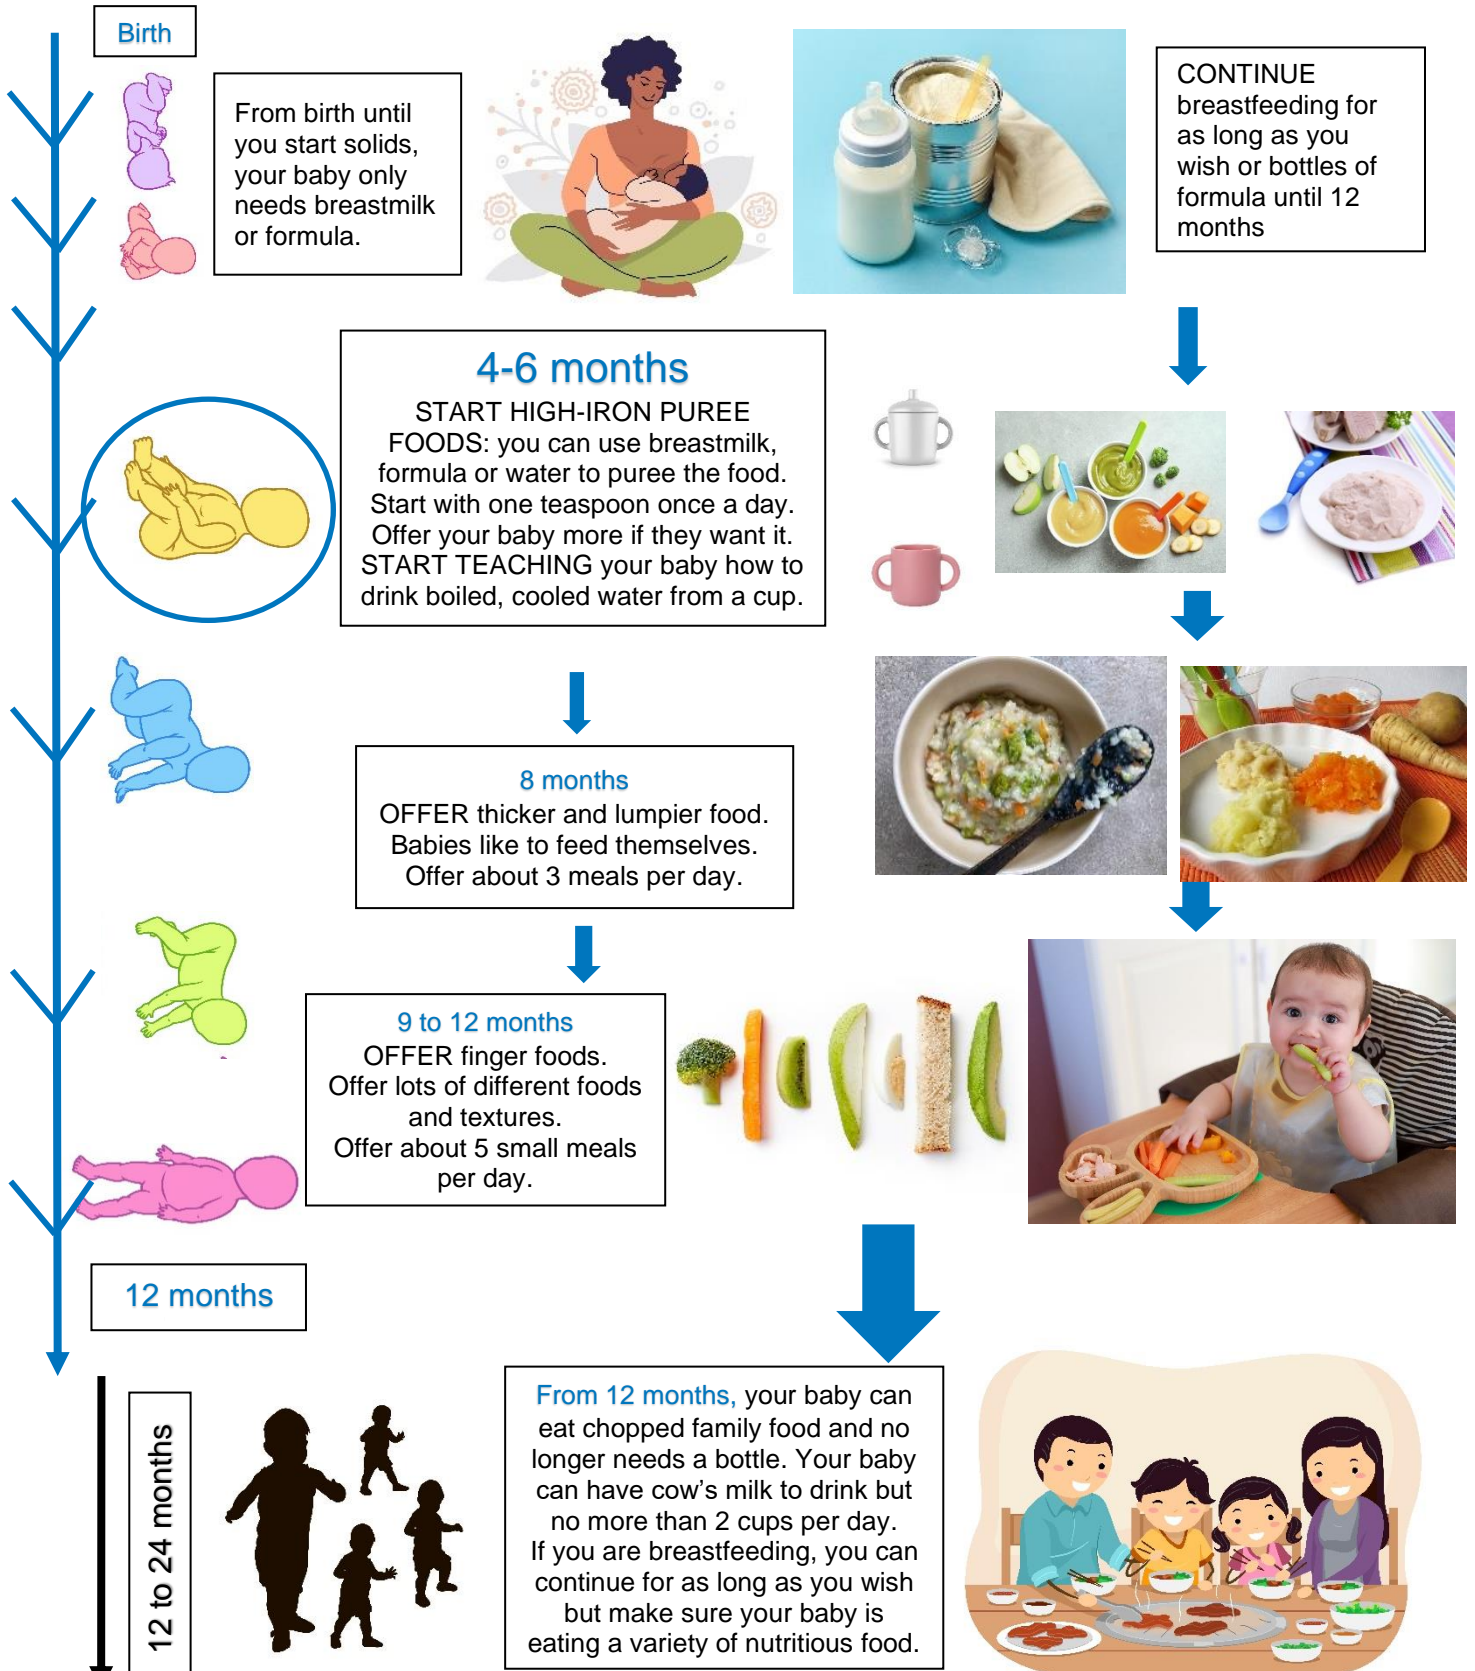 Birth
From birth until
you start solids,
your baby only
needs breastmilk
or formula.
CONTINUE
breastfeeding for
as long as you
wish or bottles of
formula until 12
months
4-6 months
START HIGH-IRON PUREE
FOODS: you can use breastmilk,
formula or water to puree the food.
Start with one teaspoon once a day.
Offer your baby more if they want it.
START TEACHING your baby how to
drink boiled, cooled water from a cup.
8 months
OFFER thicker and lumpier food.
Babies like to feed themselves.
Offer about 3 meals per day.
9 to 12 months
OFFER finger foods.
Offer lots of different foods
and textures.
Offer about 5 small meals
per day.
12 months
12 to 24 months
From 12 months, your baby can
eat chopped family food and no
longer needs a bottle. Your baby
can have cow’s milk to drink but
no more than 2 cups per day.
If you are breastfeeding, you can
continue for as long as you wish
but make sure your baby is
eating a variety of nutritious food.